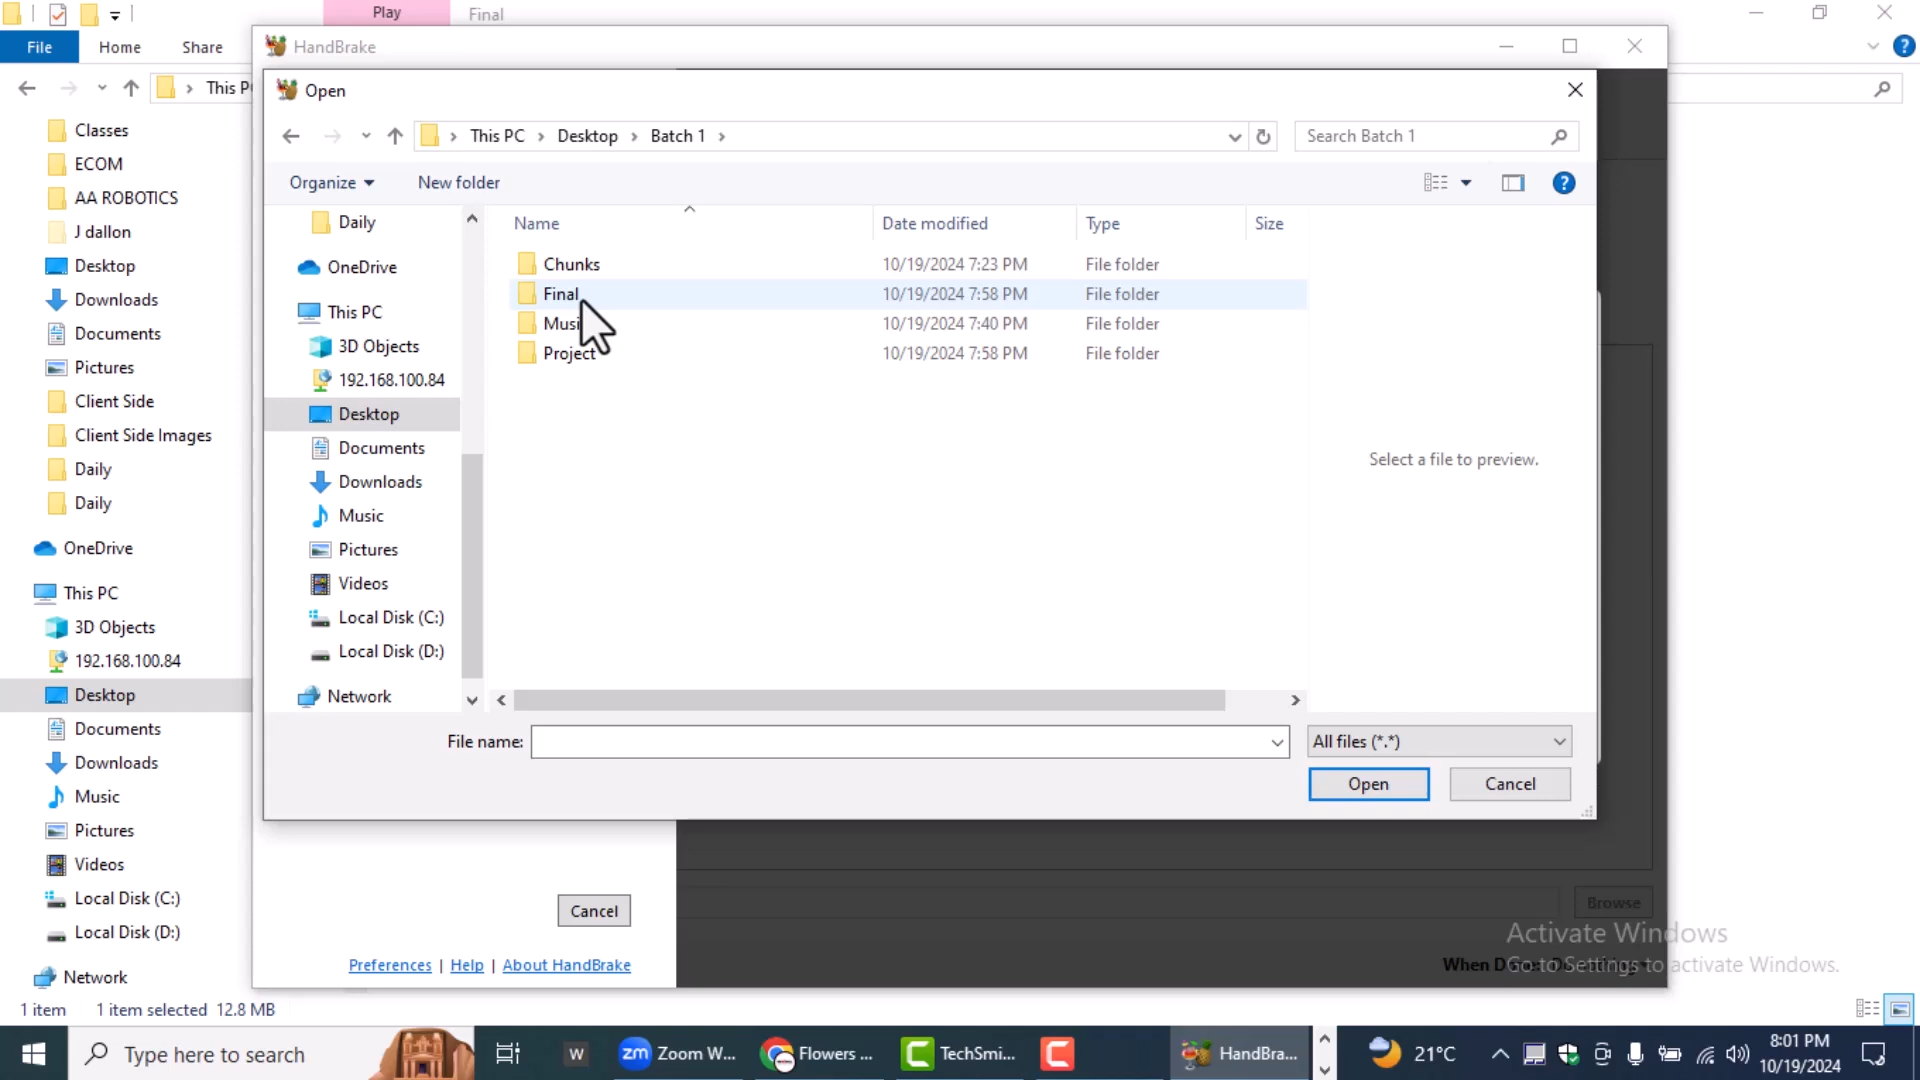 Play
Final
File
Home
Share
This P
Classes
ECOM
AA ROBOTICS
J dallon
Desktop
Downloads
Documents
Pictures
Client Side
Client Side Images
Daily
Daily
OneDrive
This PC
3D Objects
192.168.100.84
Desktop
Documents
Downloads
Music
Pictures
Videos
Local Disk (C:)
Local Disk (D:)
Network
1 item 1 item selected 12.8 MB
HandBrake
Open
This PC Desktop Batch 1
Search Batch 1
Organize New folder
Daily
OneDrive
This PC
3D Objects
192.168.100.84
Desktop
Documents
Downloads
Music
Pictures
Videos
Local Disk (C:)
Local Disk (D:)
Network
Name Date modified Type Size
Chunks 10/19/2024 7:23 PM File folder
Final 10/19/2024 7:58 PM File folder
Musi 10/19/2024 7:40 PM File folder
Project 10/19/2024 7:58 PM File folder
Select a file to preview.
File name:
All files (*.*)
Open Cancel
Cancel
Preferences | Help | About HandBrake
Browse
Activate Windows
When D
Go to Settings to activate Windows.
Type here to search
W
zm Zoom W...
Flowers ...
TechSmi...
HandBra...
21°C
8:01 PM
10/19/2024